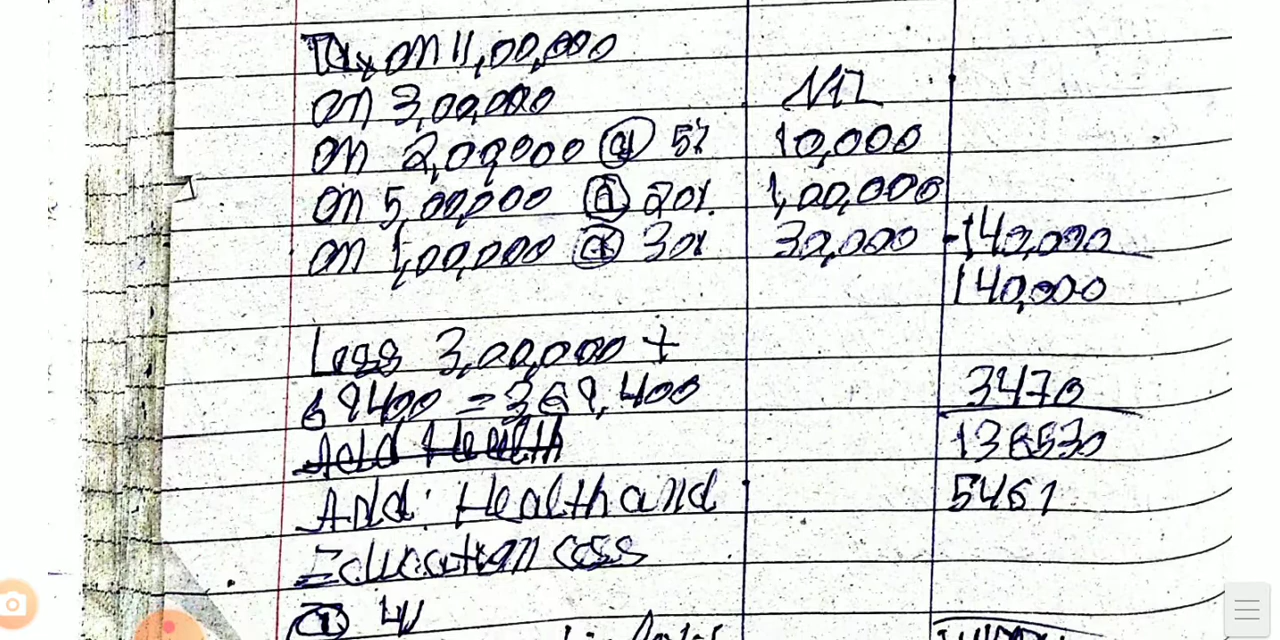 Tax on 11,00,000
on 3,00,000 NIL
on 2,00,000 @ 5% 10,000
on 5,00,000 @ 20% 1,00,000
on 1,00,000 @ 30% 30,000 140,000
140,000
Less 3,00,000 +
69400 = 369,400 3470
Add Health 136530
Add: Health and 5461
Education cess
@ 4%